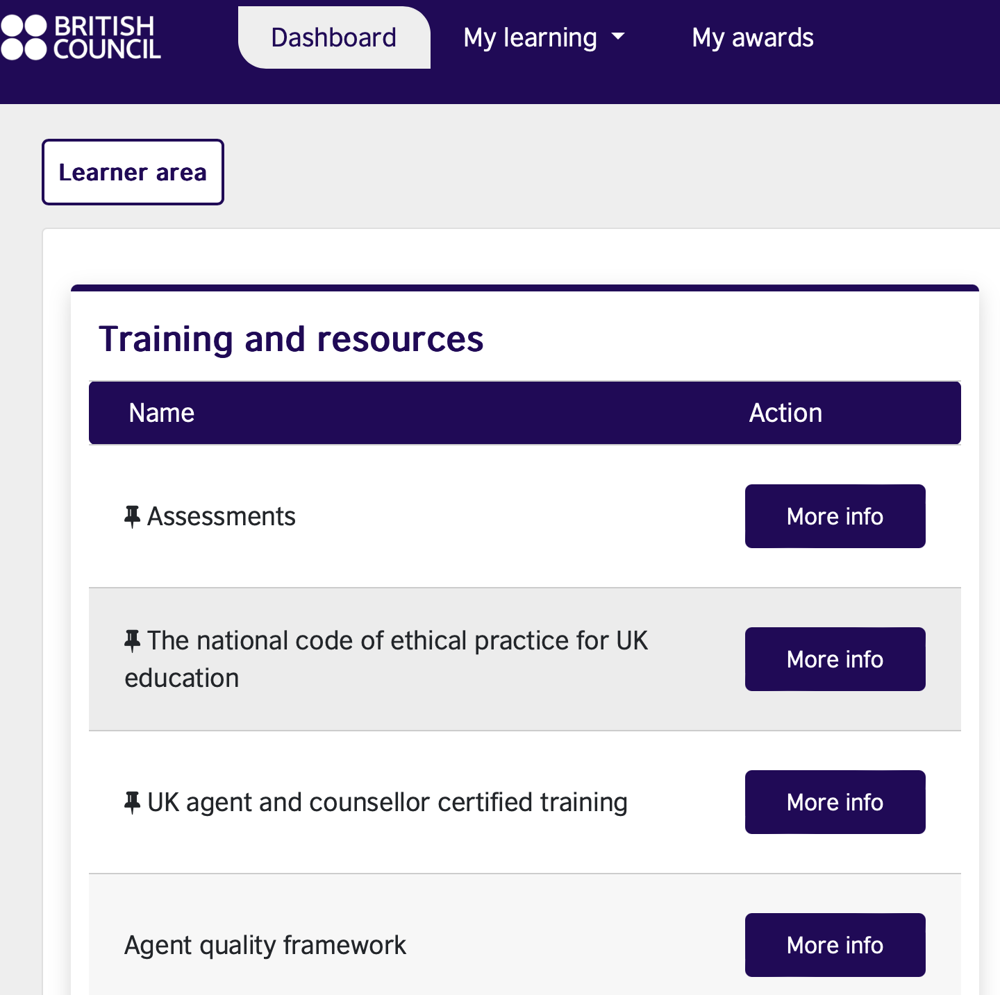 BRITISH
COUNCIL
Dashboard
My learning
My awards
Learner area
Training and resources
Name
Action
Assessments
More info
The national code of ethical practice for UK
education
More info
UK agent and counsellor certified training
More info
Agent quality framework
More info